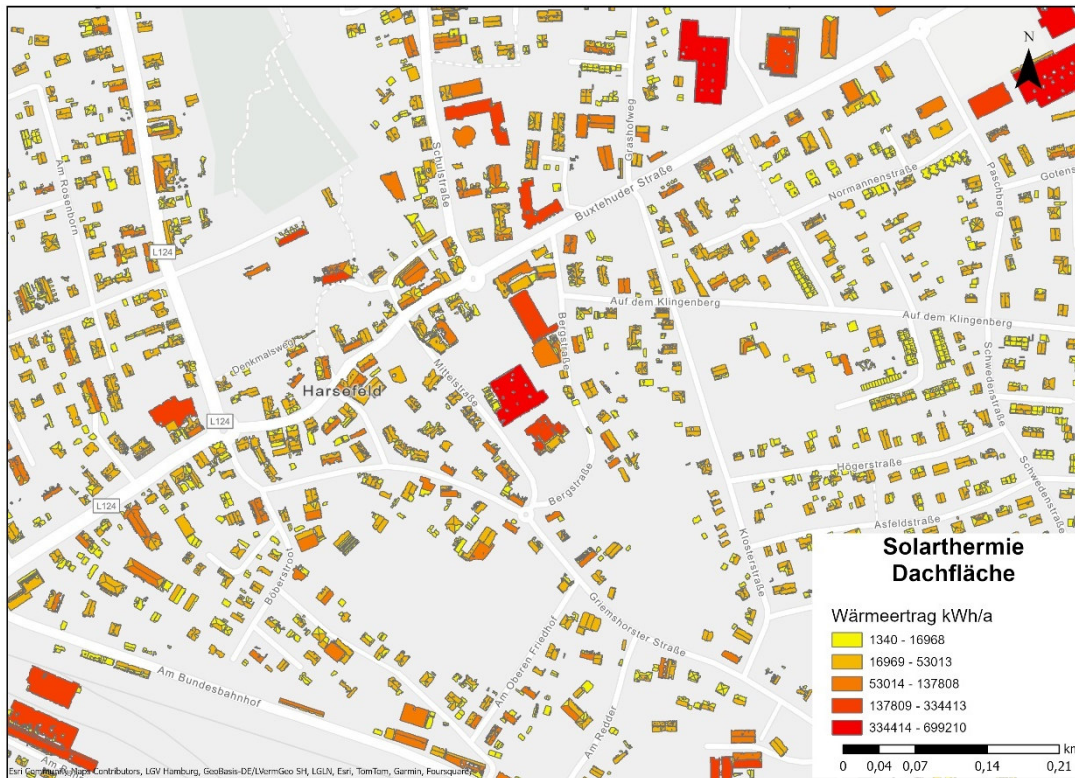 N
Am Rosenborn
Schulstraße
Grashofweg
Buxtehuder Straße
Normannenstraße
Paschberg
Gotens
L124
Auf dem Klingenberg
Auf dem Klingenberg
Bergstraße
Denkmalsweg
Harsefeld
Mittelstraße
Schwedenstraße
L124
Högerstraße
Bergstraße
Schwedenstraße
L124
Asfeldstraße
Klosterstraße
Böberstroot
Griemshorster Straße
Am Oberen Friedhof
Am Bundesbahnhof
Am Redder
Solarthermie
Dachfläche
Wärmeertrag kWh/a
1340 - 16968
16969 - 53013
53014 - 137808
137809 - 334413
334414 - 699210
km
0 0,04 0,07 0,14 0,21
Esri Community Maps Contributors, LGV Hamburg, GeoBasis-DE/LVermGeo SH, LGLN, Esri, TomTom, Garmin, Foursquare,